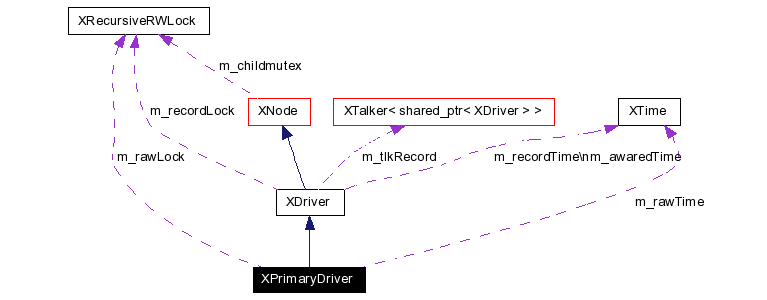 XRecursiveRWLock
m_childmutex
XNode
XTalker< shared_ptr< XDriver > >
XTime
m_recordLock
m_rawLock
m_tlkRecord
m_recordTime\nm_awaredTime
XDriver
m_rawTime
XPrimaryDriver